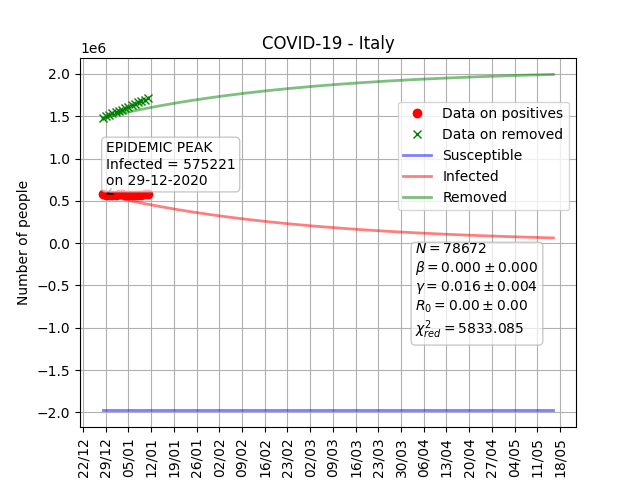 COVID-19 - Italy
1e6
2.0
1.5
1.0
0.5
0.0
−0.5
−1.0
−1.5
−2.0
Number of people
EPIDEMIC PEAK
Infected = 575221
on 29-12-2020
Data on positives
Data on removed
Susceptible
Infected
Removed
N = 78672
β = 0.000 ± 0.000
γ = 0.016 ± 0.004
R₀ = 0.00 ± 0.00
χ²red = 5833.085
22/12
29/12
05/01
12/01
19/01
26/01
02/02
09/02
16/02
23/02
02/03
09/03
16/03
23/03
30/03
06/04
13/04
20/04
27/04
04/05
11/05
18/05